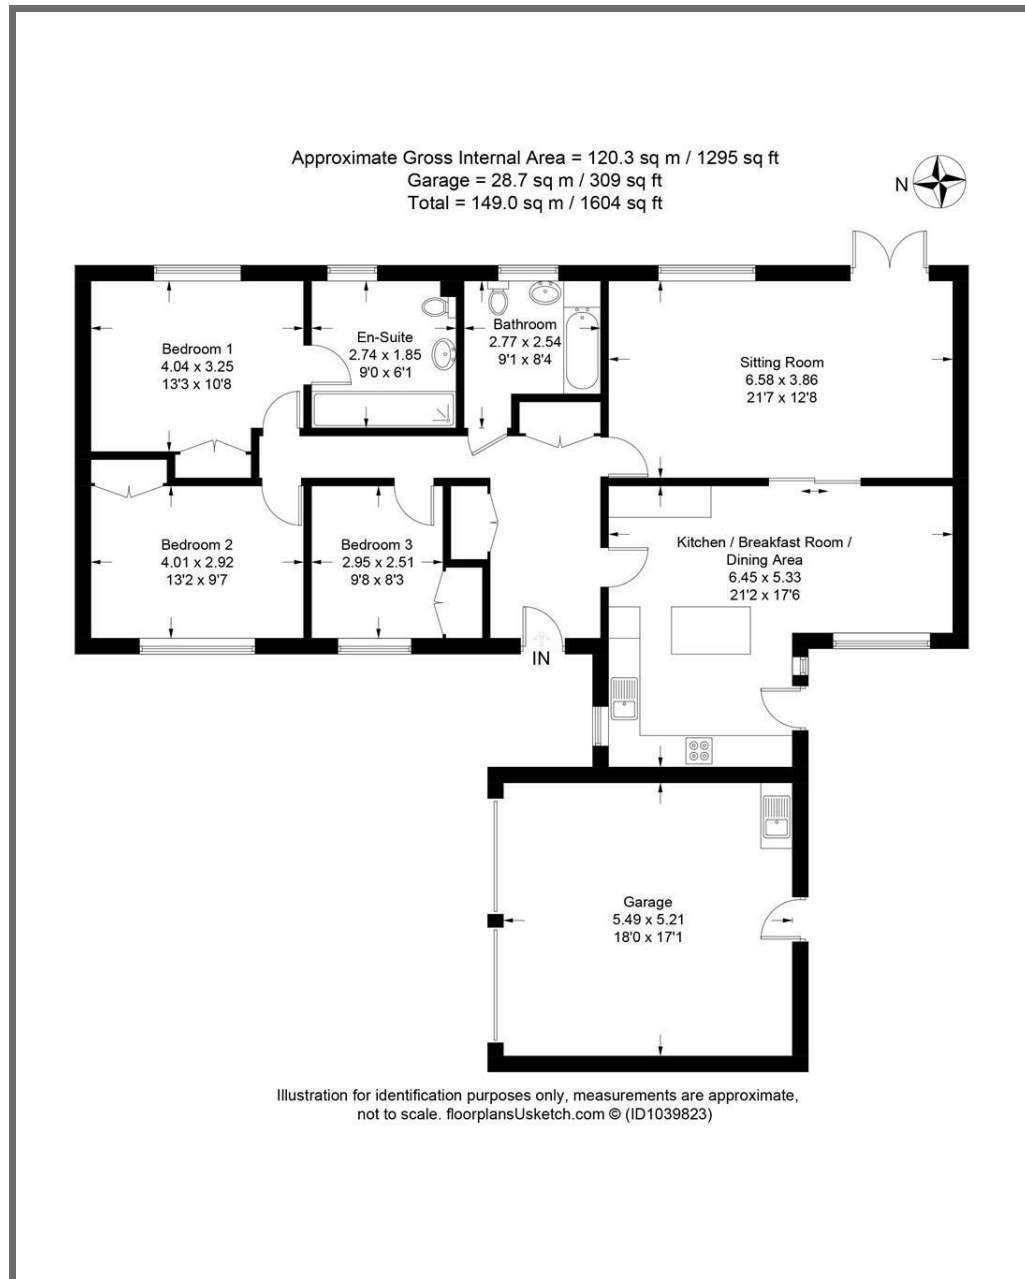 Approximate Gross Internal Area = 120.3 sq m / 1295 sq ft
Garage = 28.7 sq m / 309 sq ft
Total = 149.0 sq m / 1604 sq ft
N
Bedroom 1
4.04 x 3.25
13'3 x 10'8
En-Suite
2.74 x 1.85
9'0 x 6'1
Bathroom
2.77 x 2.54
9'1 x 8'4
Sitting Room
6.58 x 3.86
21'7 x 12'8
Bedroom 2
4.01 x 2.92
13'2 x 9'7
Bedroom 3
2.95 x 2.51
9'8 x 8'3
Kitchen / Breakfast Room /
Dining Area
6.45 x 5.33
21'2 x 17'6
IN
Garage
5.49 x 5.21
18'0 x 17'1
Illustration for identification purposes only, measurements are approximate,
not to scale. floorplansUsketch.com © (ID1039823)